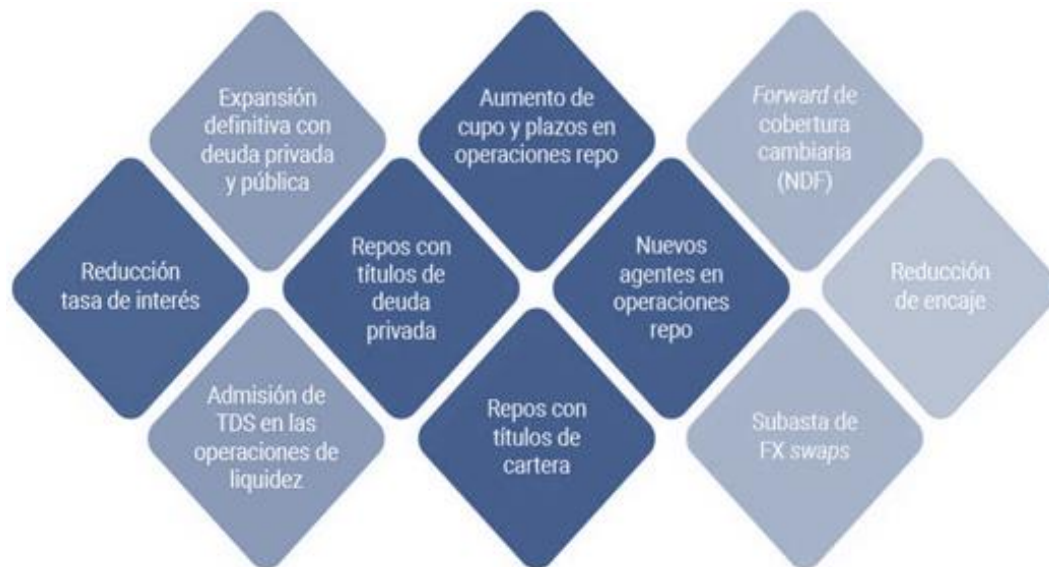 Expansión
definitiva con
deuda privada
y pública
Aumento de
cupo y plazos en
operaciones repo
Forward de
cobertura
cambiaria
(NDF)
Reducción
tasa de interés
Repos con
títulos de
deuda
privada
Nuevos
agentes en
operaciones
repo
Reducción
de encaje
Admisión de
TDS en las
operaciones de
liquidez
Repos con
títulos de
cartera
Subasta de
FX swaps